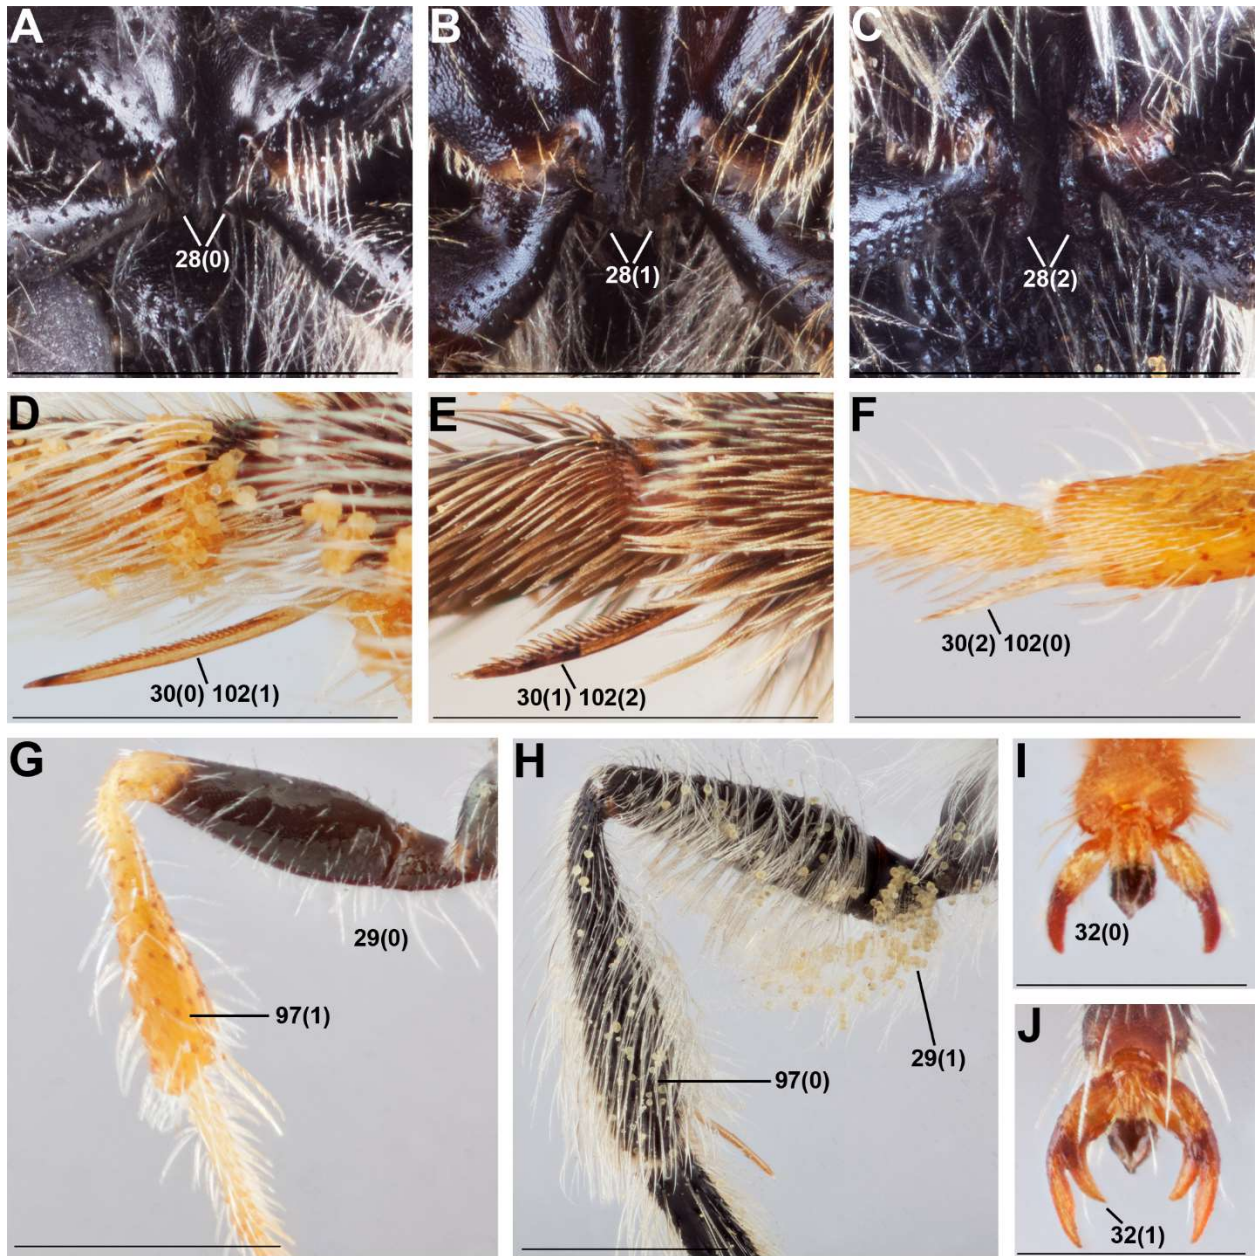 A
B
C
28(0)
28(1)
28(2)
D
E
F
30(0) 102(1)
30(1) 102(2)
30(2) 102(0)
G
H
I
29(0)
97(1)
97(0)
29(1)
32(0)
J
32(1)